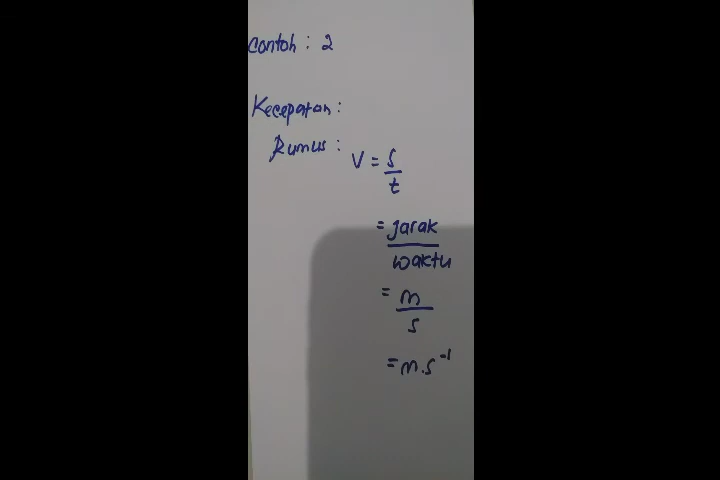 Contoh : 2
Kecepatan :
Rumus :
V = s/t
= jarak/waktu
= m/s
= m.s⁻¹